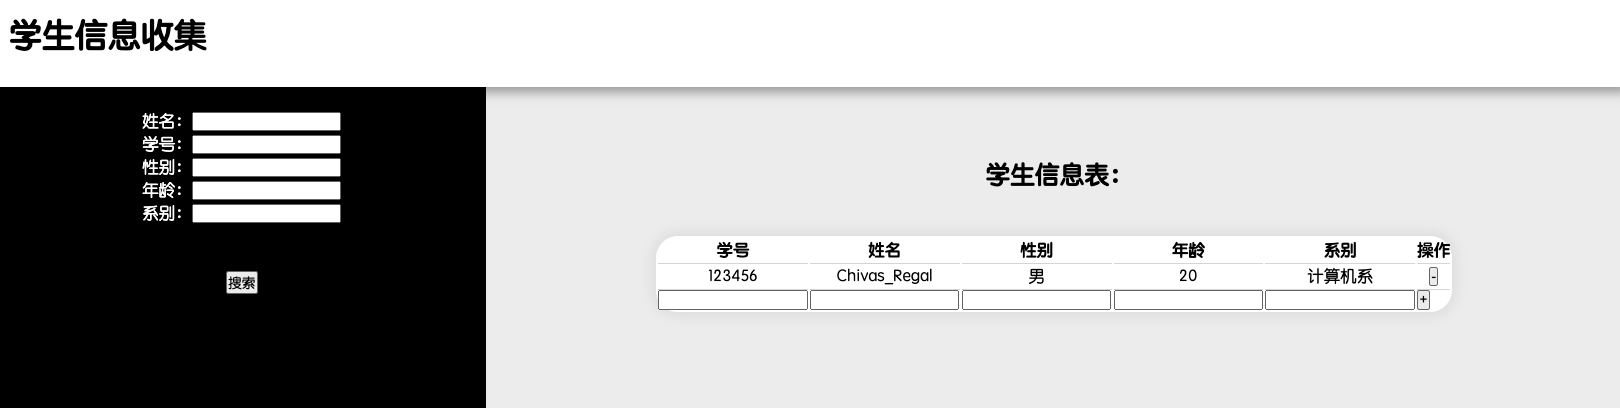 学生信息收集
姓名：
学号：
性别：
年龄：
系别：
搜索
学生信息表：
学号 姓名 性别 年龄 系别 操作
123456 Chivas_Regal 男 20 计算机系 -
+